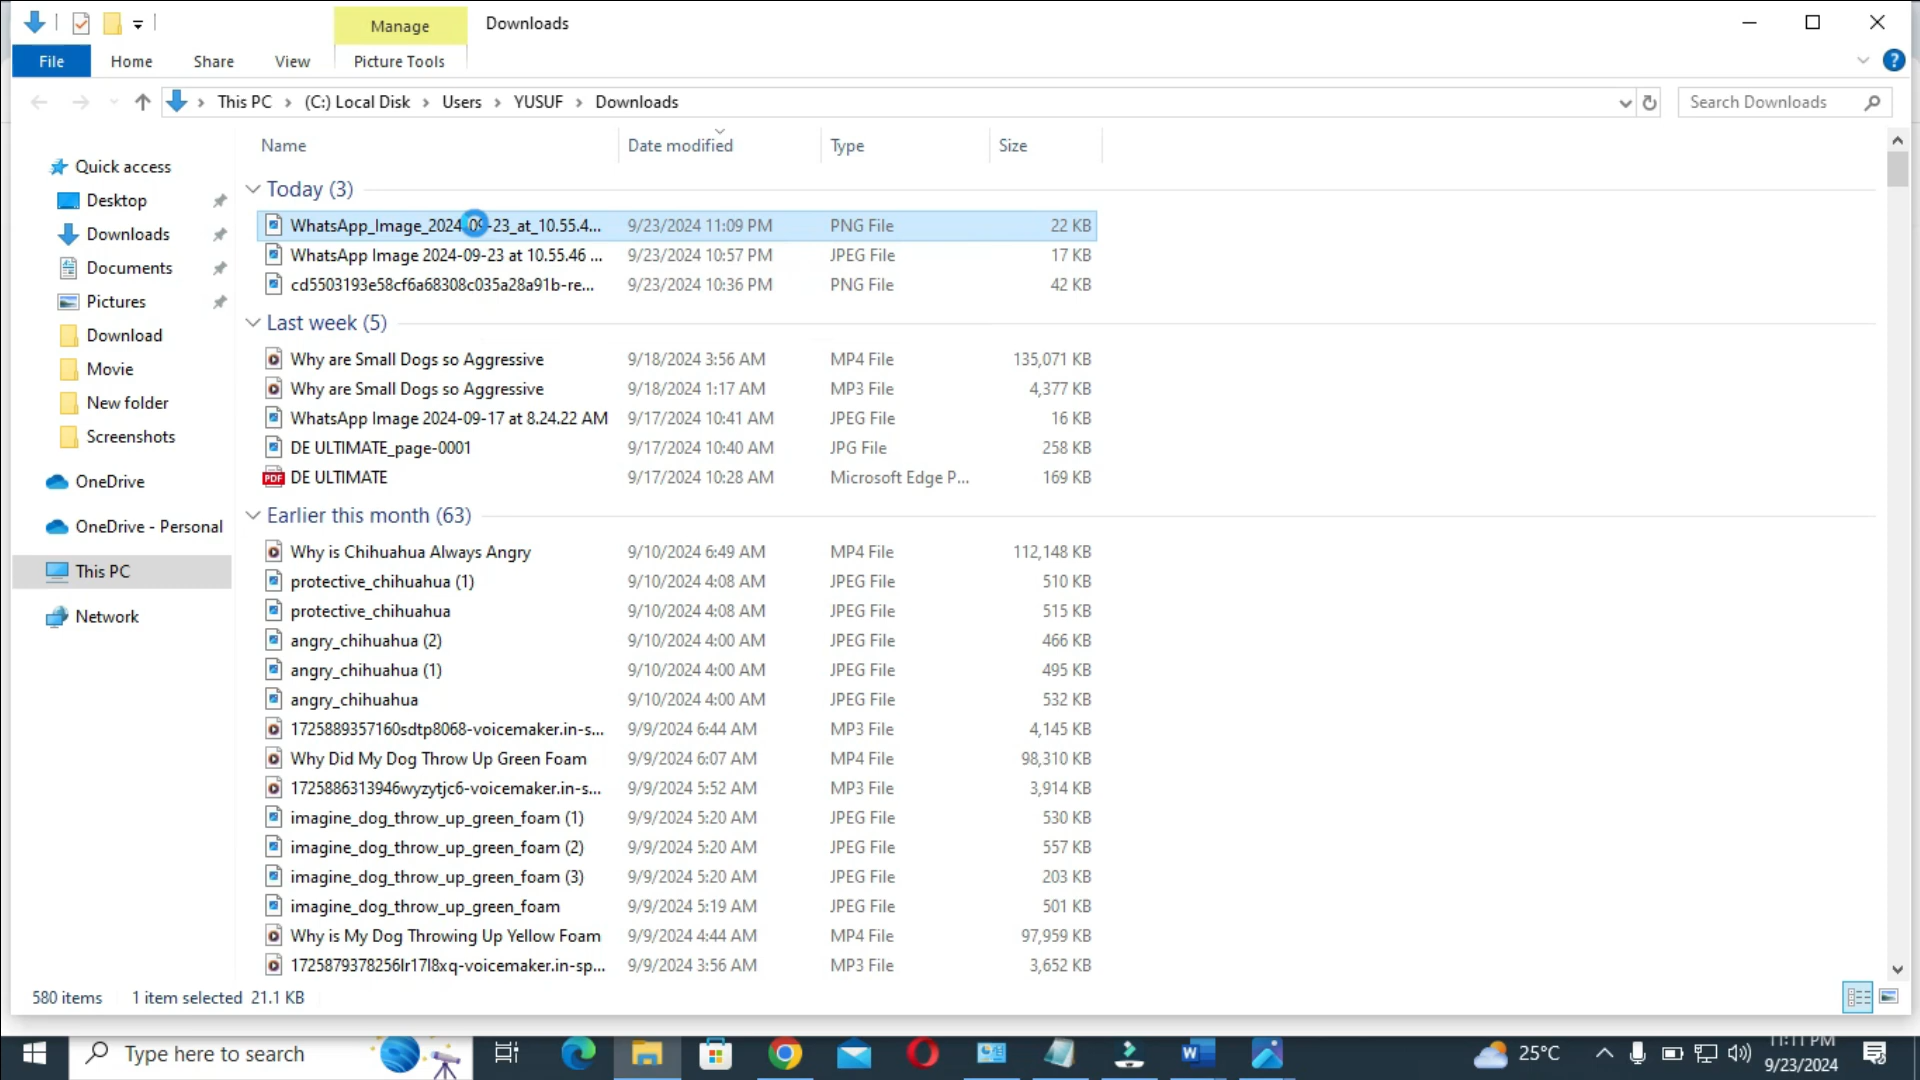 Manage
Downloads
File
Home
Share
View
Picture Tools
This PC
(C:) Local Disk
Users
YUSUF
Downloads
Search Downloads
Name
Date modified
Type
Size
Quick access
Desktop
Downloads
Documents
Pictures
Download
Movie
New folder
Screenshots
OneDrive
OneDrive - Personal
This PC
Network
Today (3)
WhatsApp_Image_2024-09-23_at_10.55.4... 9/23/2024 11:09 PM PNG File 22 KB
WhatsApp Image 2024-09-23 at 10.55.46 ... 9/23/2024 10:57 PM JPEG File 17 KB
cd5503193e58cf6a68308c035a28a91b-re... 9/23/2024 10:36 PM PNG File 42 KB
Last week (5)
Why are Small Dogs so Aggressive 9/18/2024 3:56 AM MP4 File 135,071 KB
Why are Small Dogs so Aggressive 9/18/2024 1:17 AM MP3 File 4,377 KB
WhatsApp Image 2024-09-17 at 8.24.22 AM 9/17/2024 10:41 AM JPEG File 16 KB
DE ULTIMATE_page-0001 9/17/2024 10:40 AM JPG File 258 KB
PDF DE ULTIMATE 9/17/2024 10:28 AM Microsoft Edge P... 169 KB
Earlier this month (63)
Why is Chihuahua Always Angry 9/10/2024 6:49 AM MP4 File 112,148 KB
protective_chihuahua (1) 9/10/2024 4:08 AM JPEG File 510 KB
protective_chihuahua 9/10/2024 4:08 AM JPEG File 515 KB
angry_chihuahua (2) 9/10/2024 4:00 AM JPEG File 466 KB
angry_chihuahua (1) 9/10/2024 4:00 AM JPEG File 495 KB
angry_chihuahua 9/10/2024 4:00 AM JPEG File 532 KB
1725889357160sdtp8068-voicemaker.in-s... 9/9/2024 6:44 AM MP3 File 4,145 KB
Why Did My Dog Throw Up Green Foam 9/9/2024 6:07 AM MP4 File 98,310 KB
1725886313946wyzytjc6-voicemaker.in-s... 9/9/2024 5:52 AM MP3 File 3,914 KB
imagine_dog_throw_up_green_foam (1) 9/9/2024 5:20 AM JPEG File 530 KB
imagine_dog_throw_up_green_foam (2) 9/9/2024 5:20 AM JPEG File 557 KB
imagine_dog_throw_up_green_foam (3) 9/9/2024 5:20 AM JPEG File 203 KB
imagine_dog_throw_up_green_foam 9/9/2024 5:19 AM JPEG File 501 KB
Why is My Dog Throwing Up Yellow Foam 9/9/2024 4:44 AM MP4 File 97,959 KB
1725879378256lr17l8xq-voicemaker.in-sp... 9/9/2024 3:56 AM MP3 File 3,652 KB
580 items 1 item selected 21.1 KB
Type here to search
25°C
11:11 PM
9/23/2024